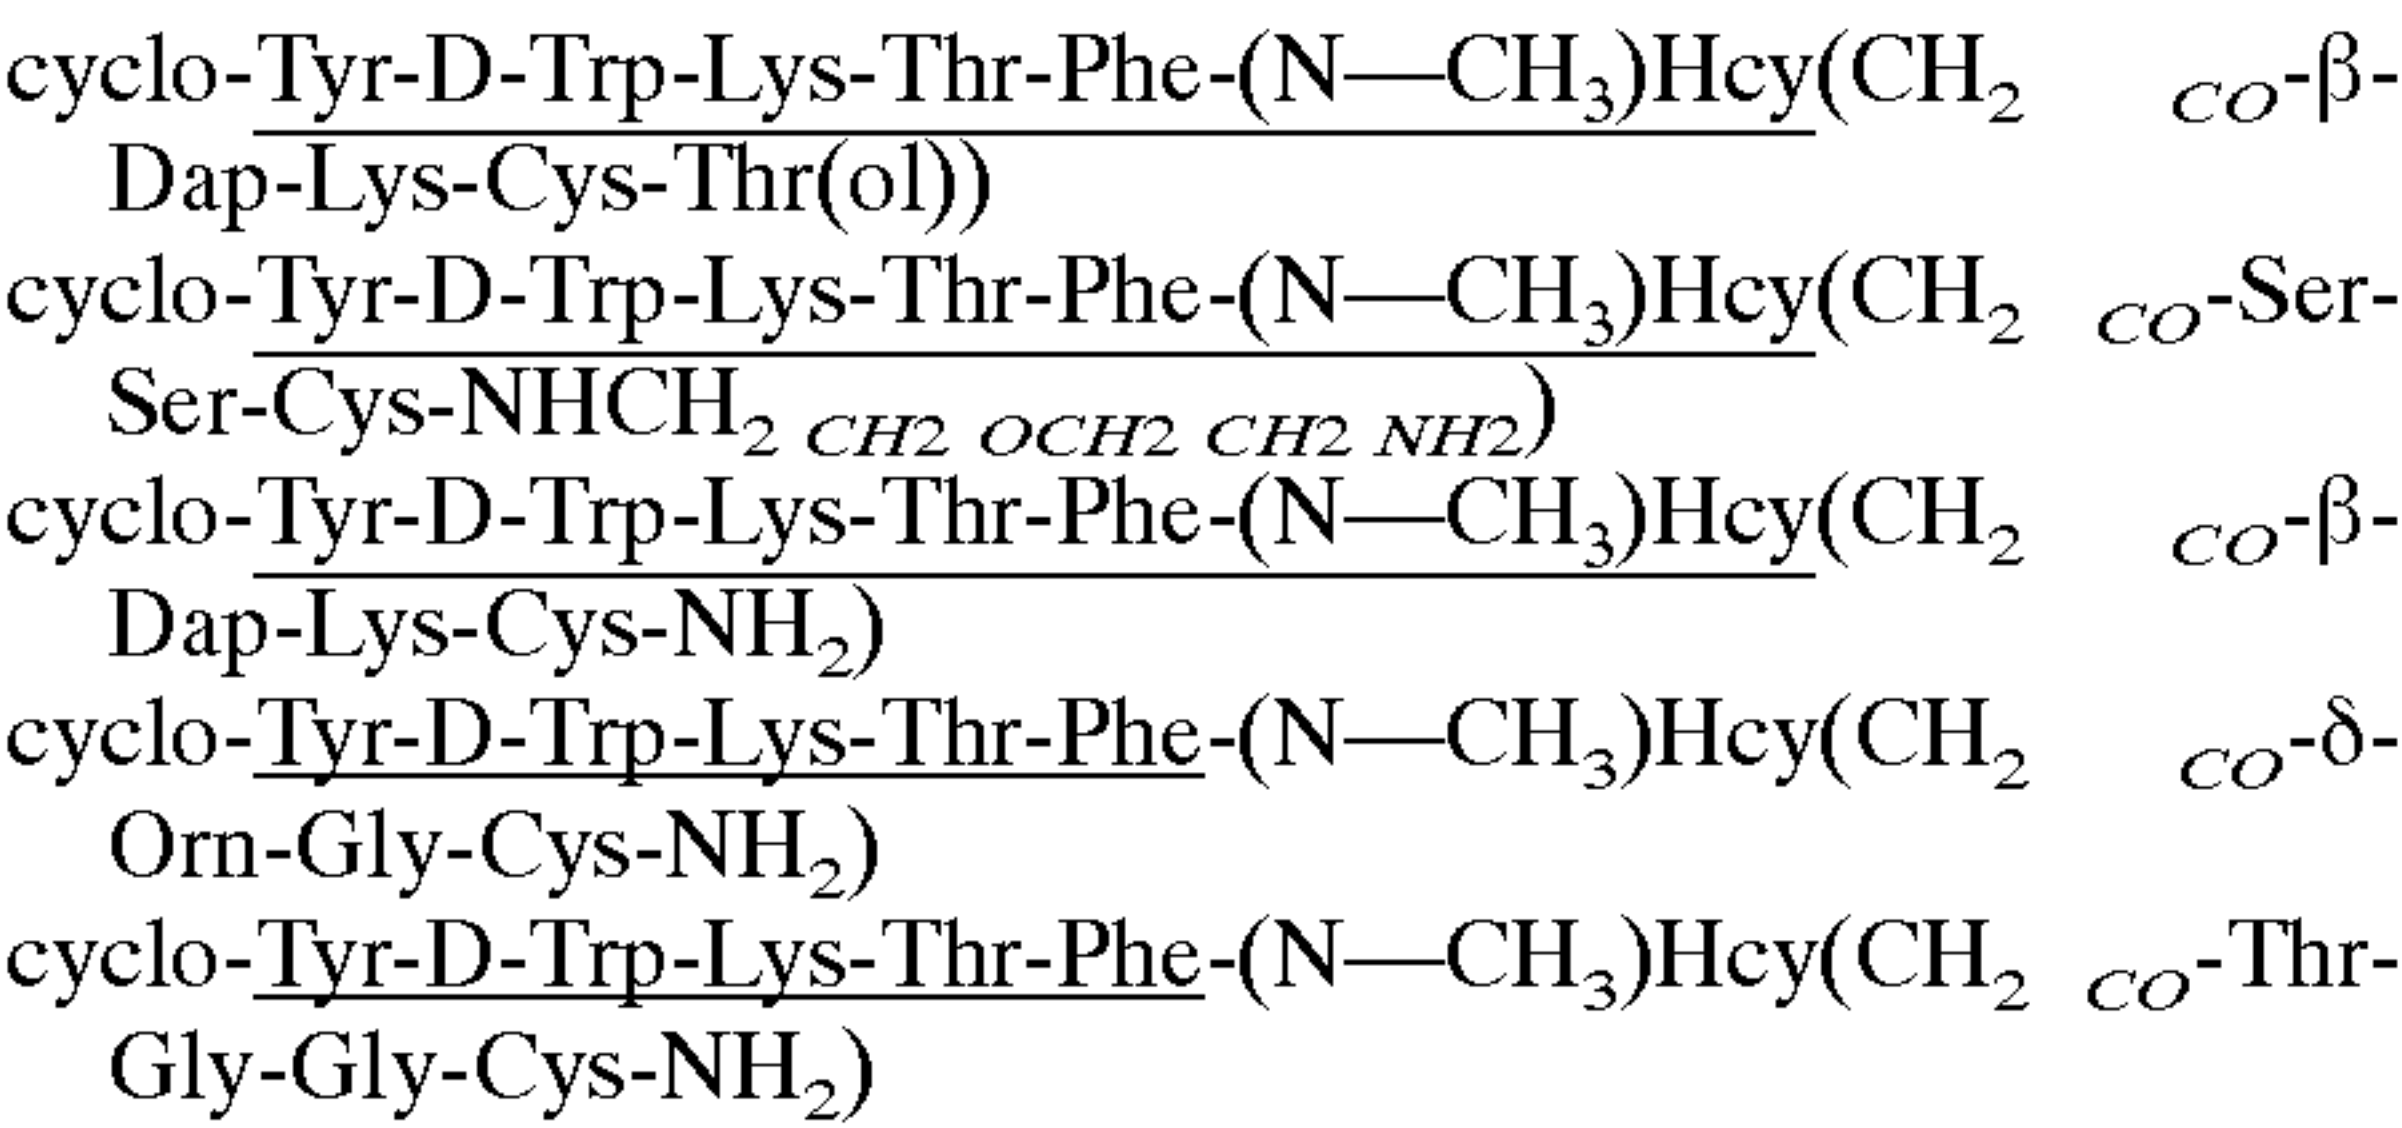 cyclo-Tyr-D-Trp-Lys-Thr-Phe-(N—CH₃)Hcy(CH₂ CO-β-
Dap-Lys-Cys-Thr(ol))
cyclo-Tyr-D-Trp-Lys-Thr-Phe-(N—CH₃)Hcy(CH₂ CO-Ser-
Ser-Cys-NHCH₂ CH2 OCH2 CH2 NH2)
cyclo-Tyr-D-Trp-Lys-Thr-Phe-(N—CH₃)Hcy(CH₂ CO-β-
Dap-Lys-Cys-NH₂)
cyclo-Tyr-D-Trp-Lys-Thr-Phe-(N—CH₃)Hcy(CH₂ CO-δ-
Orn-Gly-Cys-NH₂)
cyclo-Tyr-D-Trp-Lys-Thr-Phe-(N—CH₃)Hcy(CH₂ CO-Thr-
Gly-Gly-Cys-NH₂)